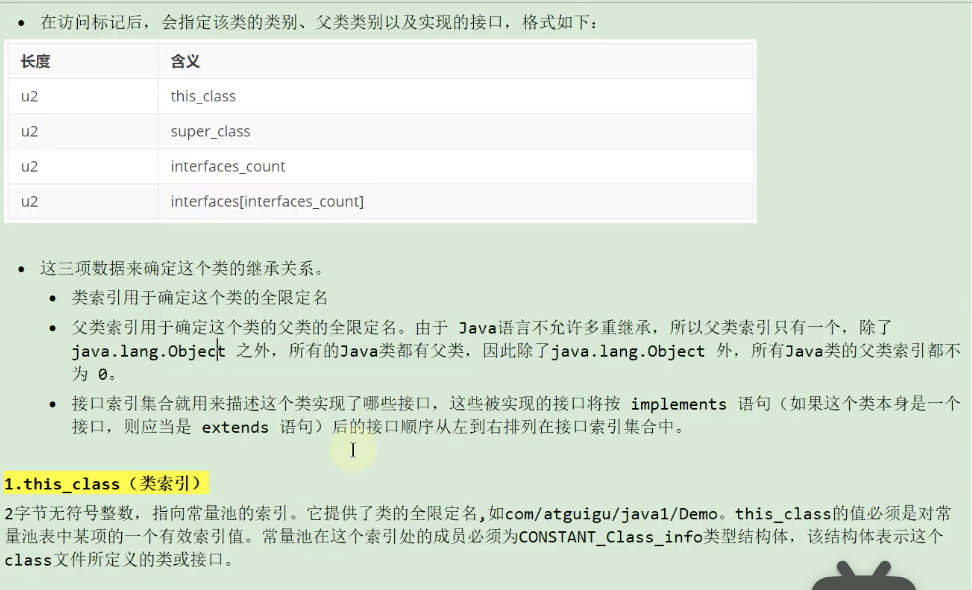 在访问标记后，会指定该类的类别、父类类别以及实现的接口，格式如下：
长度 含义
u2 this_class
u2 super_class
u2 interfaces_count
u2 interfaces[interfaces_count]
这三项数据来确定这个类的继承关系。
类索引用于确定这个类的全限定名
父类索引用于确定这个类的父类的全限定名。由于 Java语言不允许多重继承，所以父类索引只有一个，除了
java.lang.Object 之外，所有的Java类都有父类，因此除了java.lang.Object 外，所有Java类的父类索引都不
为 0。
接口索引集合就用来描述这个类实现了哪些接口，这些被实现的接口将按 implements 语句（如果这个类本身是一个
接口，则应当是 extends 语句）后的接口顺序从左到右排列在接口索引集合中。
1.this_class（类索引）
2字节无符号整数，指向常量池的索引。它提供了类的全限定名,如com/atguigu/java1/Demo。this_class的值必须是对常
量池表中某项的一个有效索引值。常量池在这个索引处的成员必须为CONSTANT_Class_info类型结构体，该结构体表示这个
class文件所定义的类或接口。